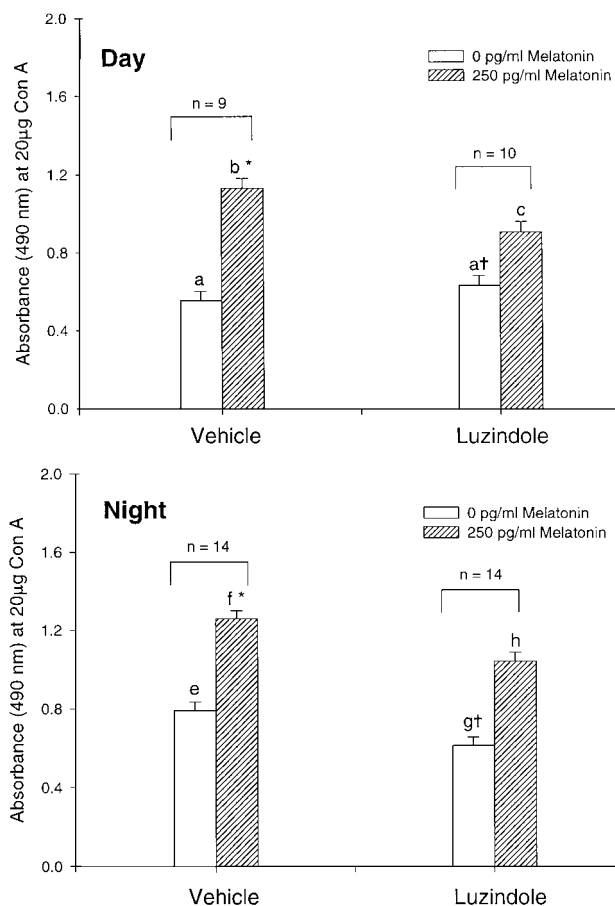 2.0
Day
0 pg/ml Melatonin
250 pg/ml Melatonin
1.6
n = 9
n = 10
1.2
b *
c
0.8
a
a†
0.4
0.0
Absorbance (490 nm) at 20µg Con A
Vehicle
Luzindole
2.0
Night
0 pg/ml Melatonin
250 pg/ml Melatonin
1.6
n = 14
n = 14
1.2
f *
h
0.8
e
g†
0.4
0.0
Absorbance (490 nm) at 20µg Con A
Vehicle
Luzindole